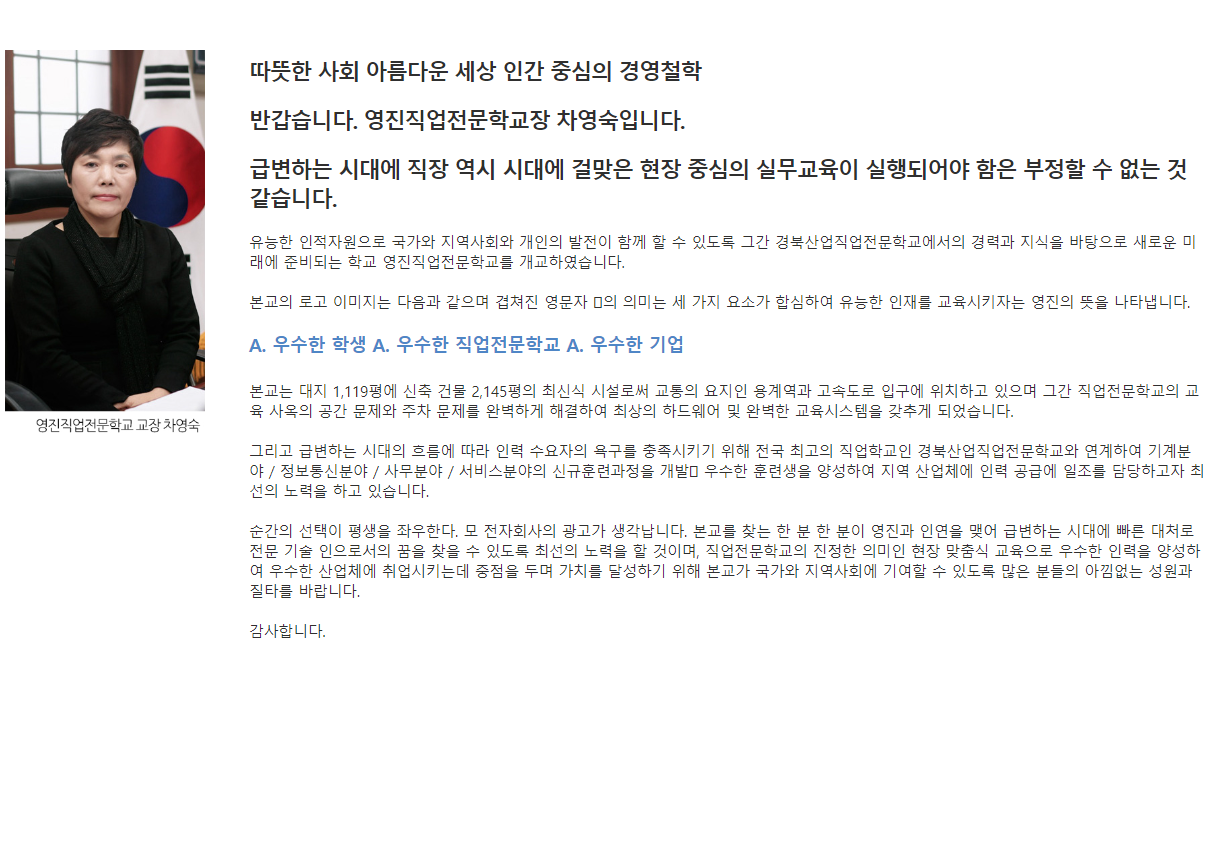 따뜻한 사회 아름다운 세상 인간 중심의 경영철학
반갑습니다. 영진직업전문학교장 차영숙입니다.
급변하는 시대에 직장 역시 시대에 걸맞은 현장 중심의 실무교육이 실행되어야 함은 부정할 수 없는 것
같습니다.
유능한 인적자원으로 국가와 지역사회와 개인의 발전이 함께 할 수 있도록 그간 경북산업직업전문학교에서의 경력과 지식을 바탕으로 새로운 미
래에 준비되는 학교 영진직업전문학교를 개교하였습니다.
본교의 로고 이미지는 다음과 같으며 겹쳐진 영문자 의 의미는 세 가지 요소가 합심하여 유능한 인재를 교육시키자는 영진의 뜻을 나타냅니다.
A. 우수한 학생 A. 우수한 직업전문학교 A. 우수한 기업
본교는 대지 1,119평에 신축 건물 2,145평의 최신식 시설로써 교통의 요지인 용계역과 고속도로 입구에 위치하고 있으며 그간 직업전문학교의 교
육 사옥의 공간 문제와 주차 문제를 완벽하게 해결하여 최상의 하드웨어 및 완벽한 교육시스템을 갖추게 되었습니다.
영진직업전문학교 교장 차영숙
그리고 급변하는 시대의 흐름에 따라 인력 수요자의 욕구를 충족시키기 위해 전국 최고의 직업학교인 경북산업직업전문학교와 연계하여 기계분
야 / 정보통신분야 / 사무분야 / 서비스분야의 신규훈련과정을 개발 우수한 훈련생을 양성하여 지역 산업체에 인력 공급에 일조를 담당하고자 최
선의 노력을 하고 있습니다.
순간의 선택이 평생을 좌우한다. 모 전자회사의 광고가 생각납니다. 본교를 찾는 한 분 한 분이 영진과 인연을 맺어 급변하는 시대에 빠른 대처로
전문 기술 인으로서의 꿈을 찾을 수 있도록 최선의 노력을 할 것이며, 직업전문학교의 진정한 의미인 현장 맞춤식 교육으로 우수한 인력을 양성하
여 우수한 산업체에 취업시키는데 중점을 두며 가치를 달성하기 위해 본교가 국가와 지역사회에 기여할 수 있도록 많은 분들의 아낌없는 성원과
질타를 바랍니다.
감사합니다.